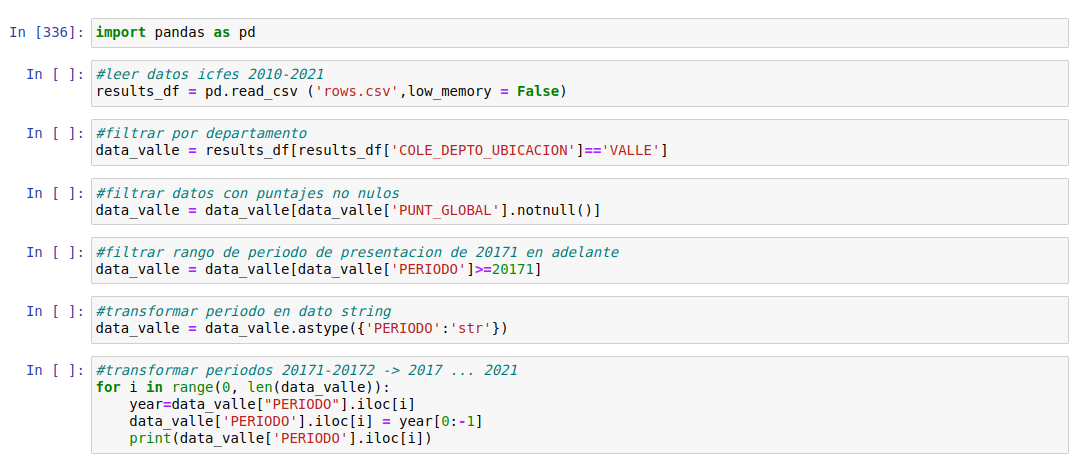 In [336]: import pandas as pd
In [ ]: #leer datos icfes 2010-2021
results_df = pd.read_csv ('rows.csv',low_memory = False)
In [ ]: #filtrar por departamento
data_valle = results_df[results_df['COLE_DEPTO_UBICACION']=='VALLE']
In [ ]: #filtrar datos con puntajes no nulos
data_valle = data_valle[data_valle['PUNT_GLOBAL'].notnull()]
In [ ]: #filtrar rango de periodo de presentacion de 20171 en adelante
data_valle = data_valle[data_valle['PERIODO']>=20171]
In [ ]: #transformar periodo en dato string
data_valle = data_valle.astype({'PERIODO':'str'})
In [ ]: #transformar periodos 20171-20172 -> 2017 ... 2021
for i in range(0, len(data_valle)):
    year=data_valle["PERIODO"].iloc[i]
    data_valle['PERIODO'].iloc[i] = year[0:-1]
    print(data_valle['PERIODO'].iloc[i])